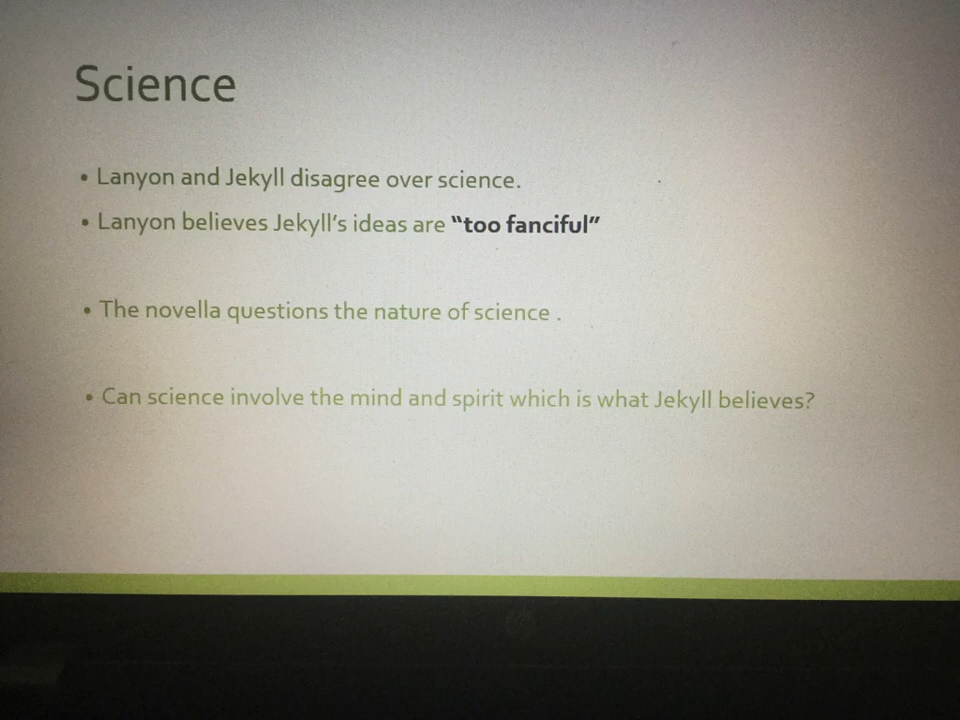 Science
• Lanyon and Jekyll disagree over science.
• Lanyon believes Jekyll's ideas are “too fanciful”
• The novella questions the nature of science .
• Can science involve the mind and spirit which is what Jekyll believes?